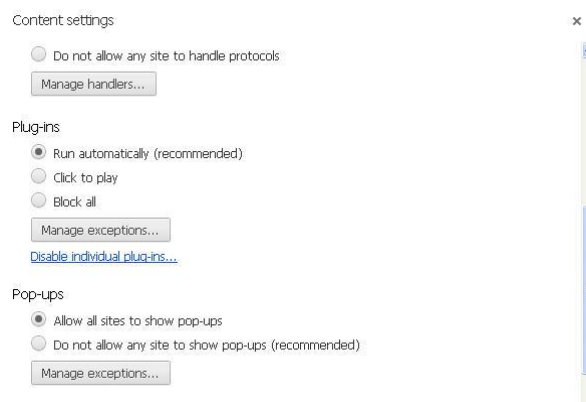 Content settings
Do not allow any site to handle protocols
Manage handlers...
Plug-ins
Run automatically (recommended)
Click to play
Block all
Manage exceptions...
Disable individual plug-ins...
Pop-ups
Allow all sites to show pop-ups
Do not allow any site to show pop-ups (recommended)
Manage exceptions...